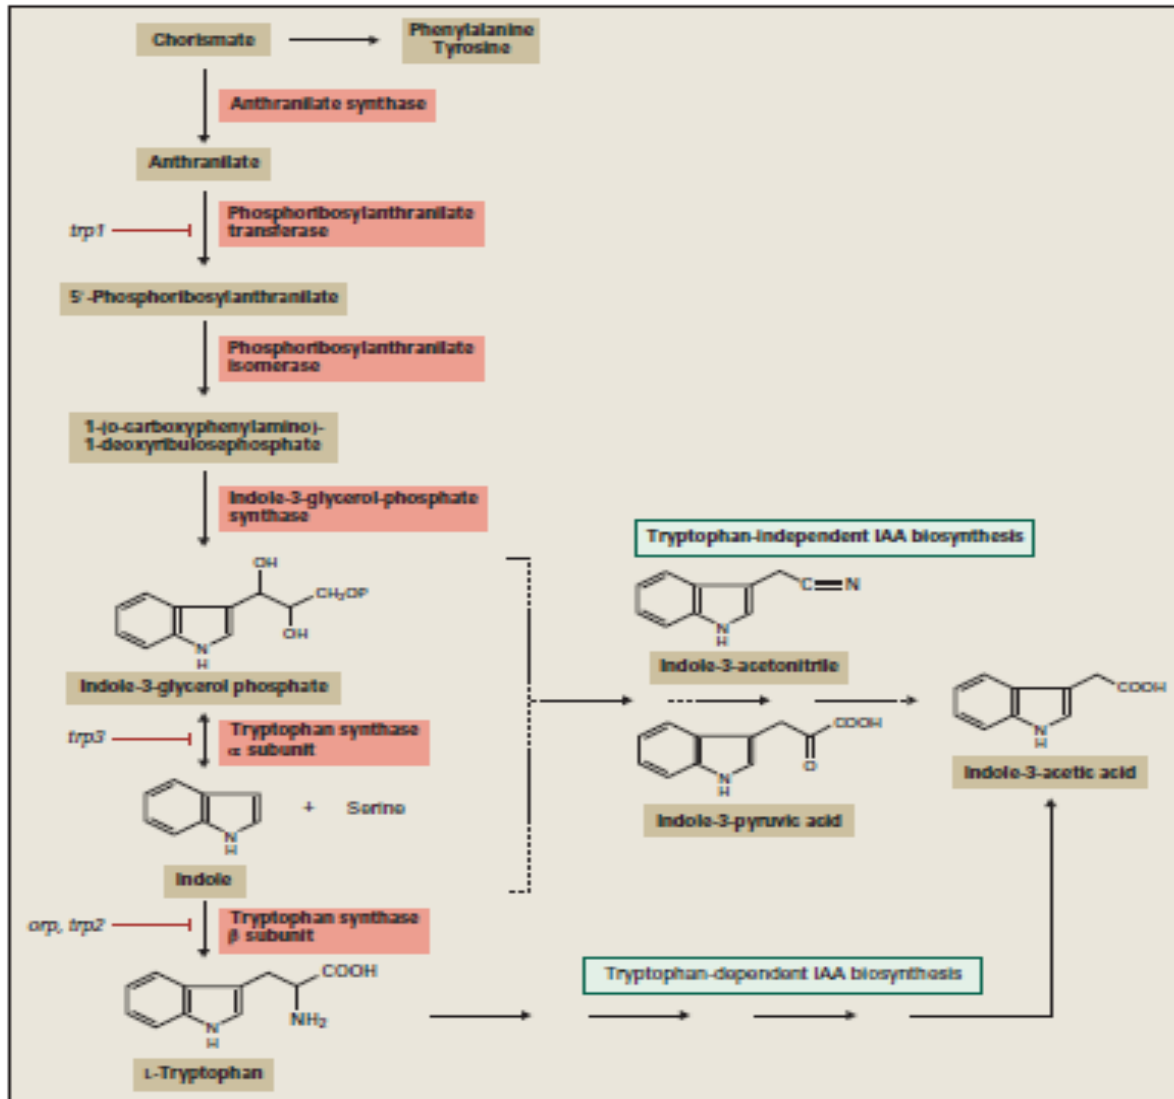 Chorismate
Phenylalanine
Tyrosine
Anthranilate synthase
Anthranilate
Phosphoribosylanthranilate
transferase
trp1
5'-Phosphoribosylanthranilate
Phosphoribosylanthranilate
isomerase
1-(o-carboxyphenylamino)-
1-deoxyribulosephosphate
Indole-3-glycerol-phosphate
synthase
Tryptophan-independent IAA biosynthesis
OH
CH₂OP
OH
N
H
Indole-3-glycerol phosphate
C
N
N
H
Indole-3-acetonitrile
COOH
O
N
H
Indole-3-pyruvic acid
COOH
N
H
Indole-3-acetic acid
trp3
Tryptophan synthase
α subunit
N
H
+
Serine
Indole
orp, trp2
Tryptophan synthase
β subunit
COOH
NH₂
N
H
L-Tryptophan
Tryptophan-dependent IAA biosynthesis